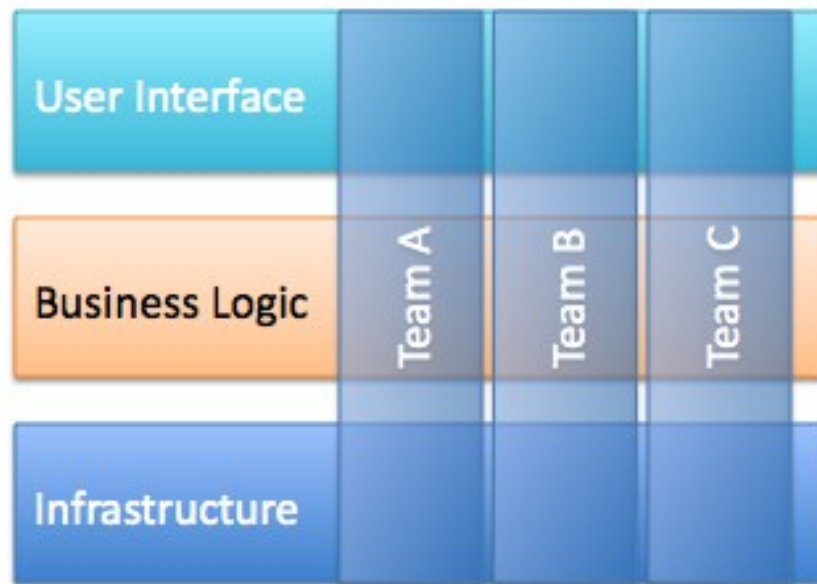 User Interface
Business Logic
Infrastructure
Team A
Team B
Team C